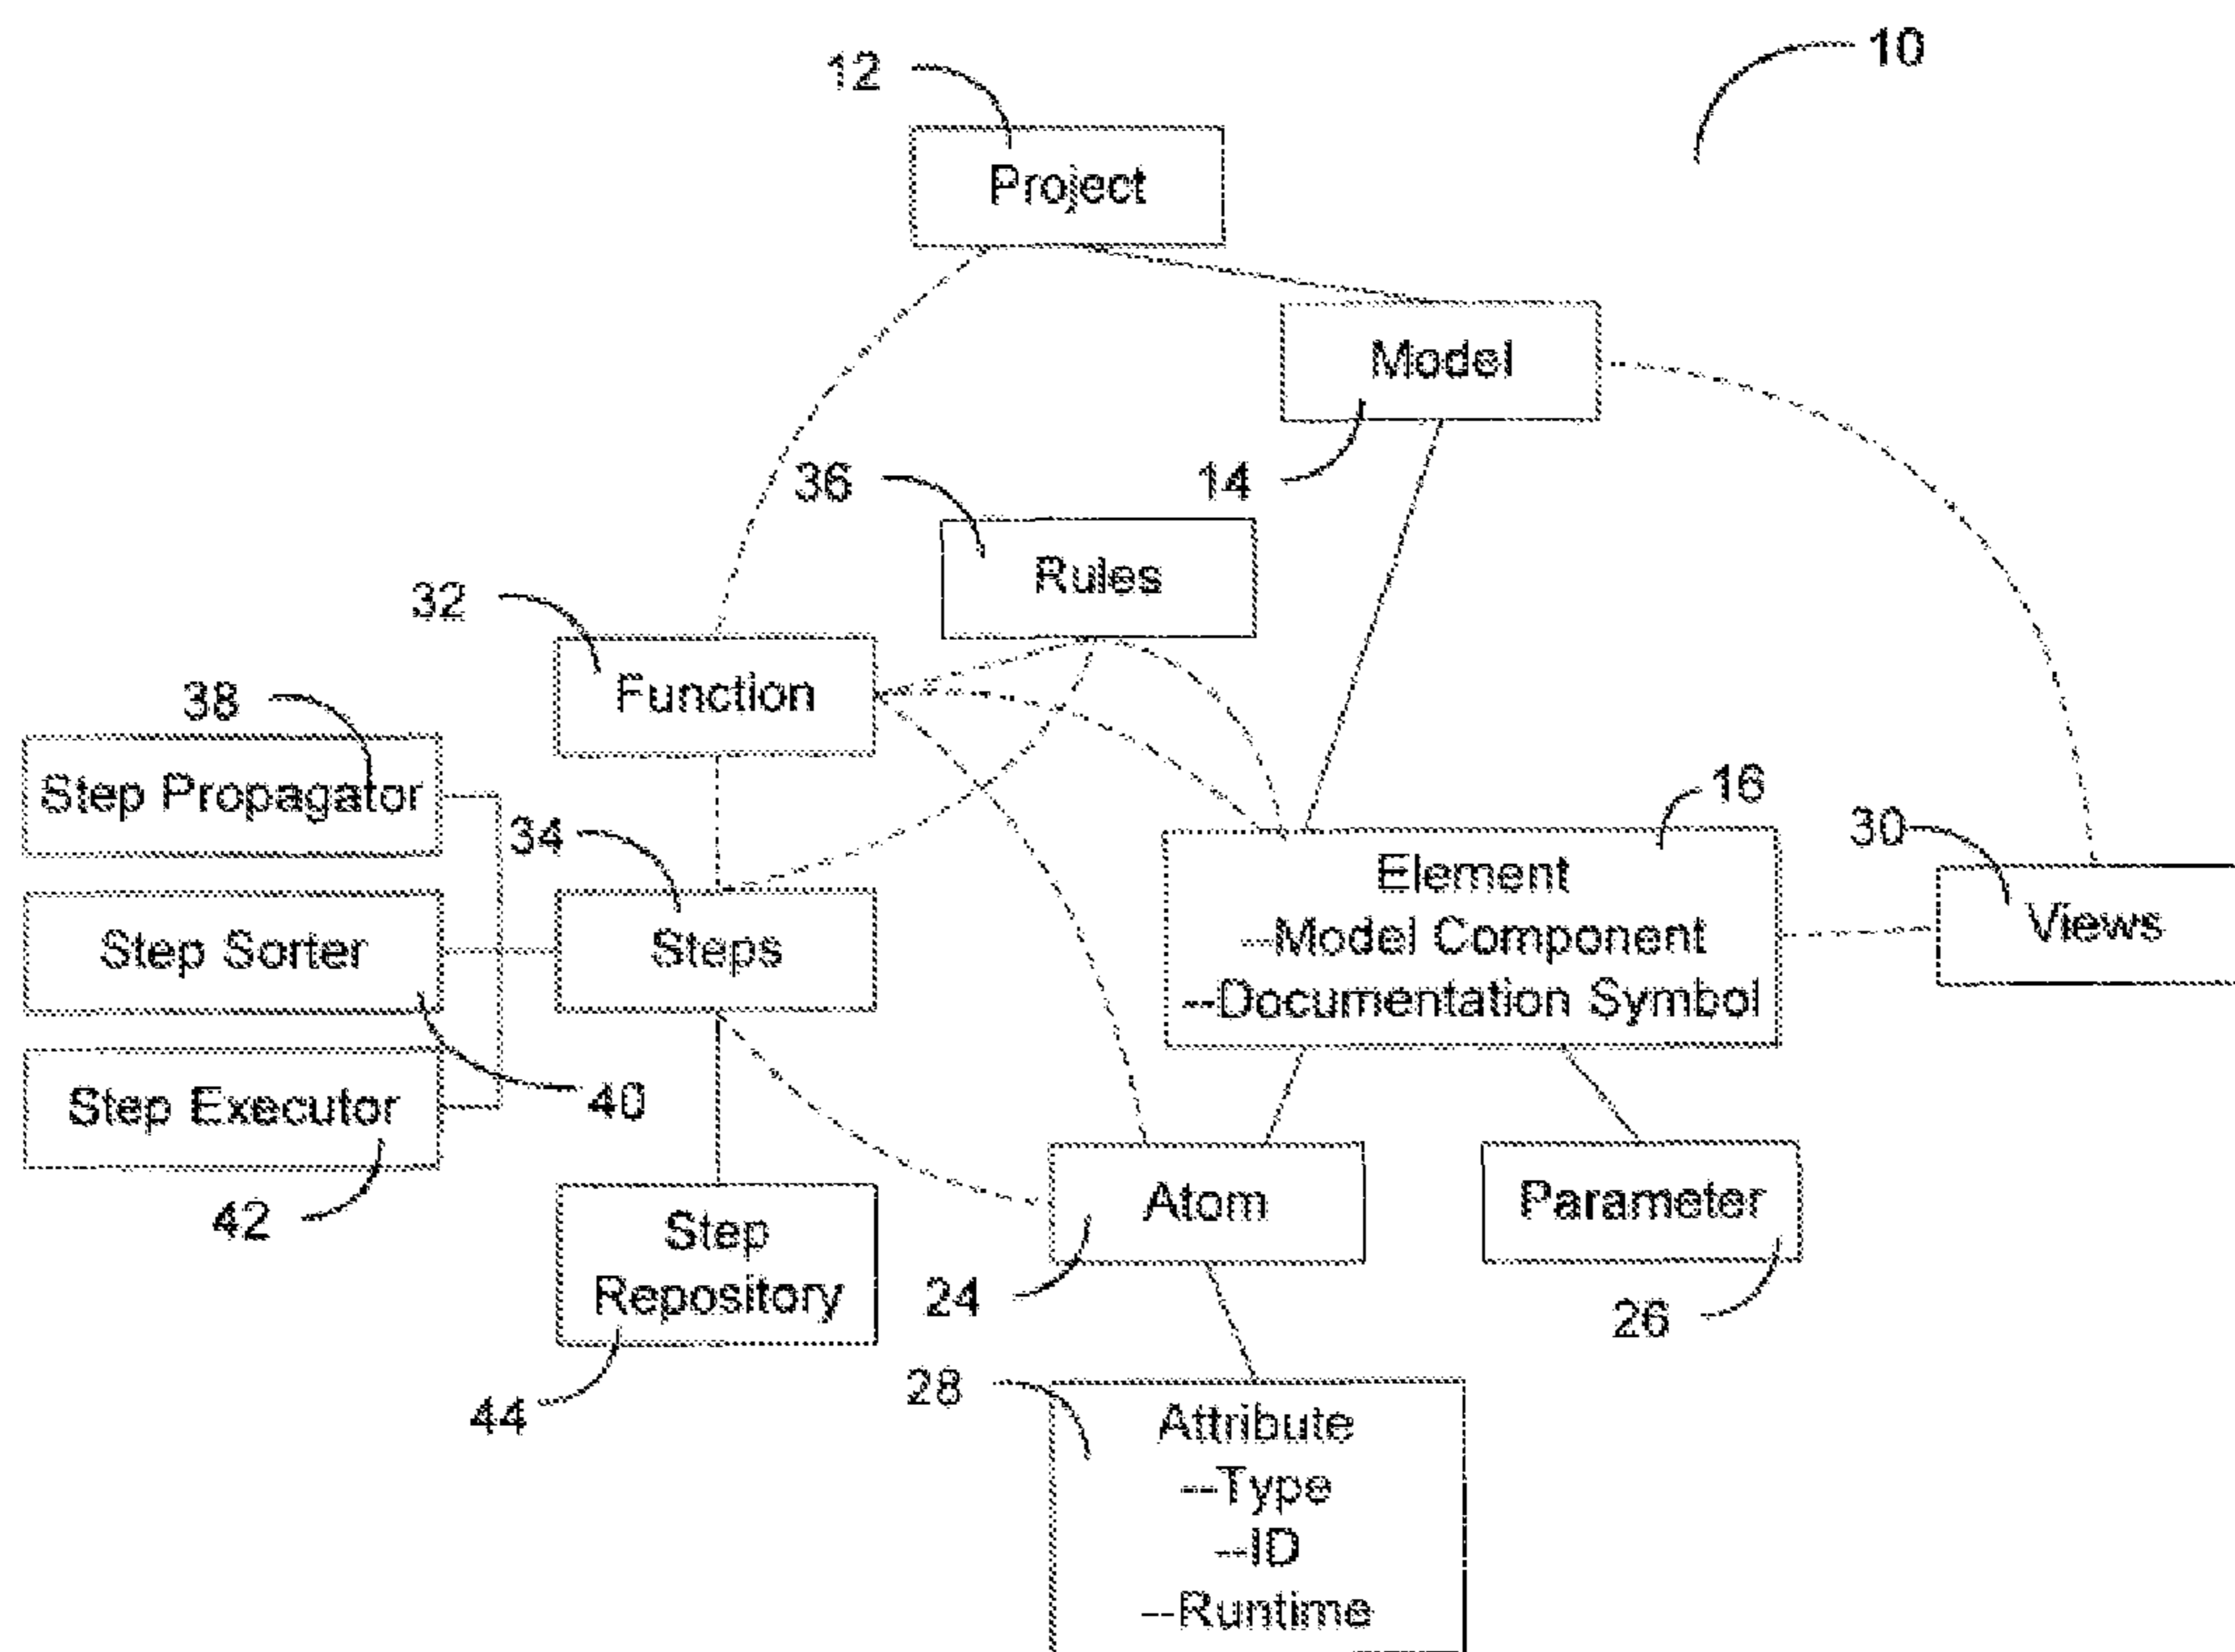 10
12
Project
Model
14
36
Rules
32
Function
38
Step Propagator
34
16
30
Element
--Model Component
--Documentation Symbol
Views
Step Sorter
Steps
40
Step Executor
42
Step
Repository
44
Atom
24
Parameter
26
28
Attribute
--Type
--ID
--Runtime